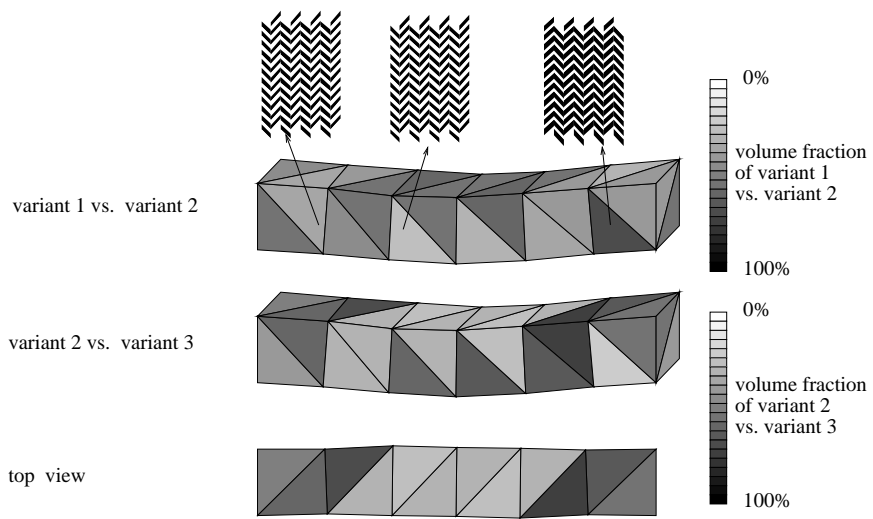 0%
volume fraction
of variant 1
vs. variant 2
100%
variant 1 vs. variant 2
0%
volume fraction
of variant 2
vs. variant 3
100%
variant 2 vs. variant 3
top view